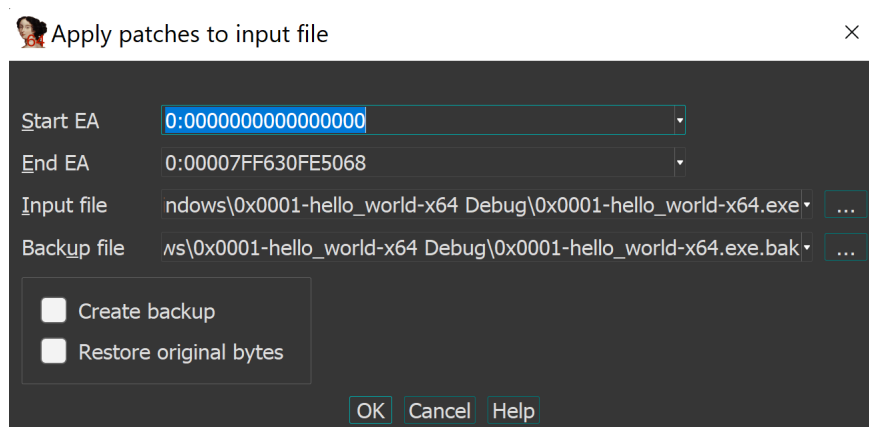 64 Apply patches to input file
Start EA 0:0000000000000000
End EA 0:00007FF630FE5068
Input file ndows\0x0001-hello_world-x64 Debug\0x0001-hello_world-x64.exe ...
Backup file ws\0x0001-hello_world-x64 Debug\0x0001-hello_world-x64.exe.bak ...
Create backup
Restore original bytes
OK Cancel Help